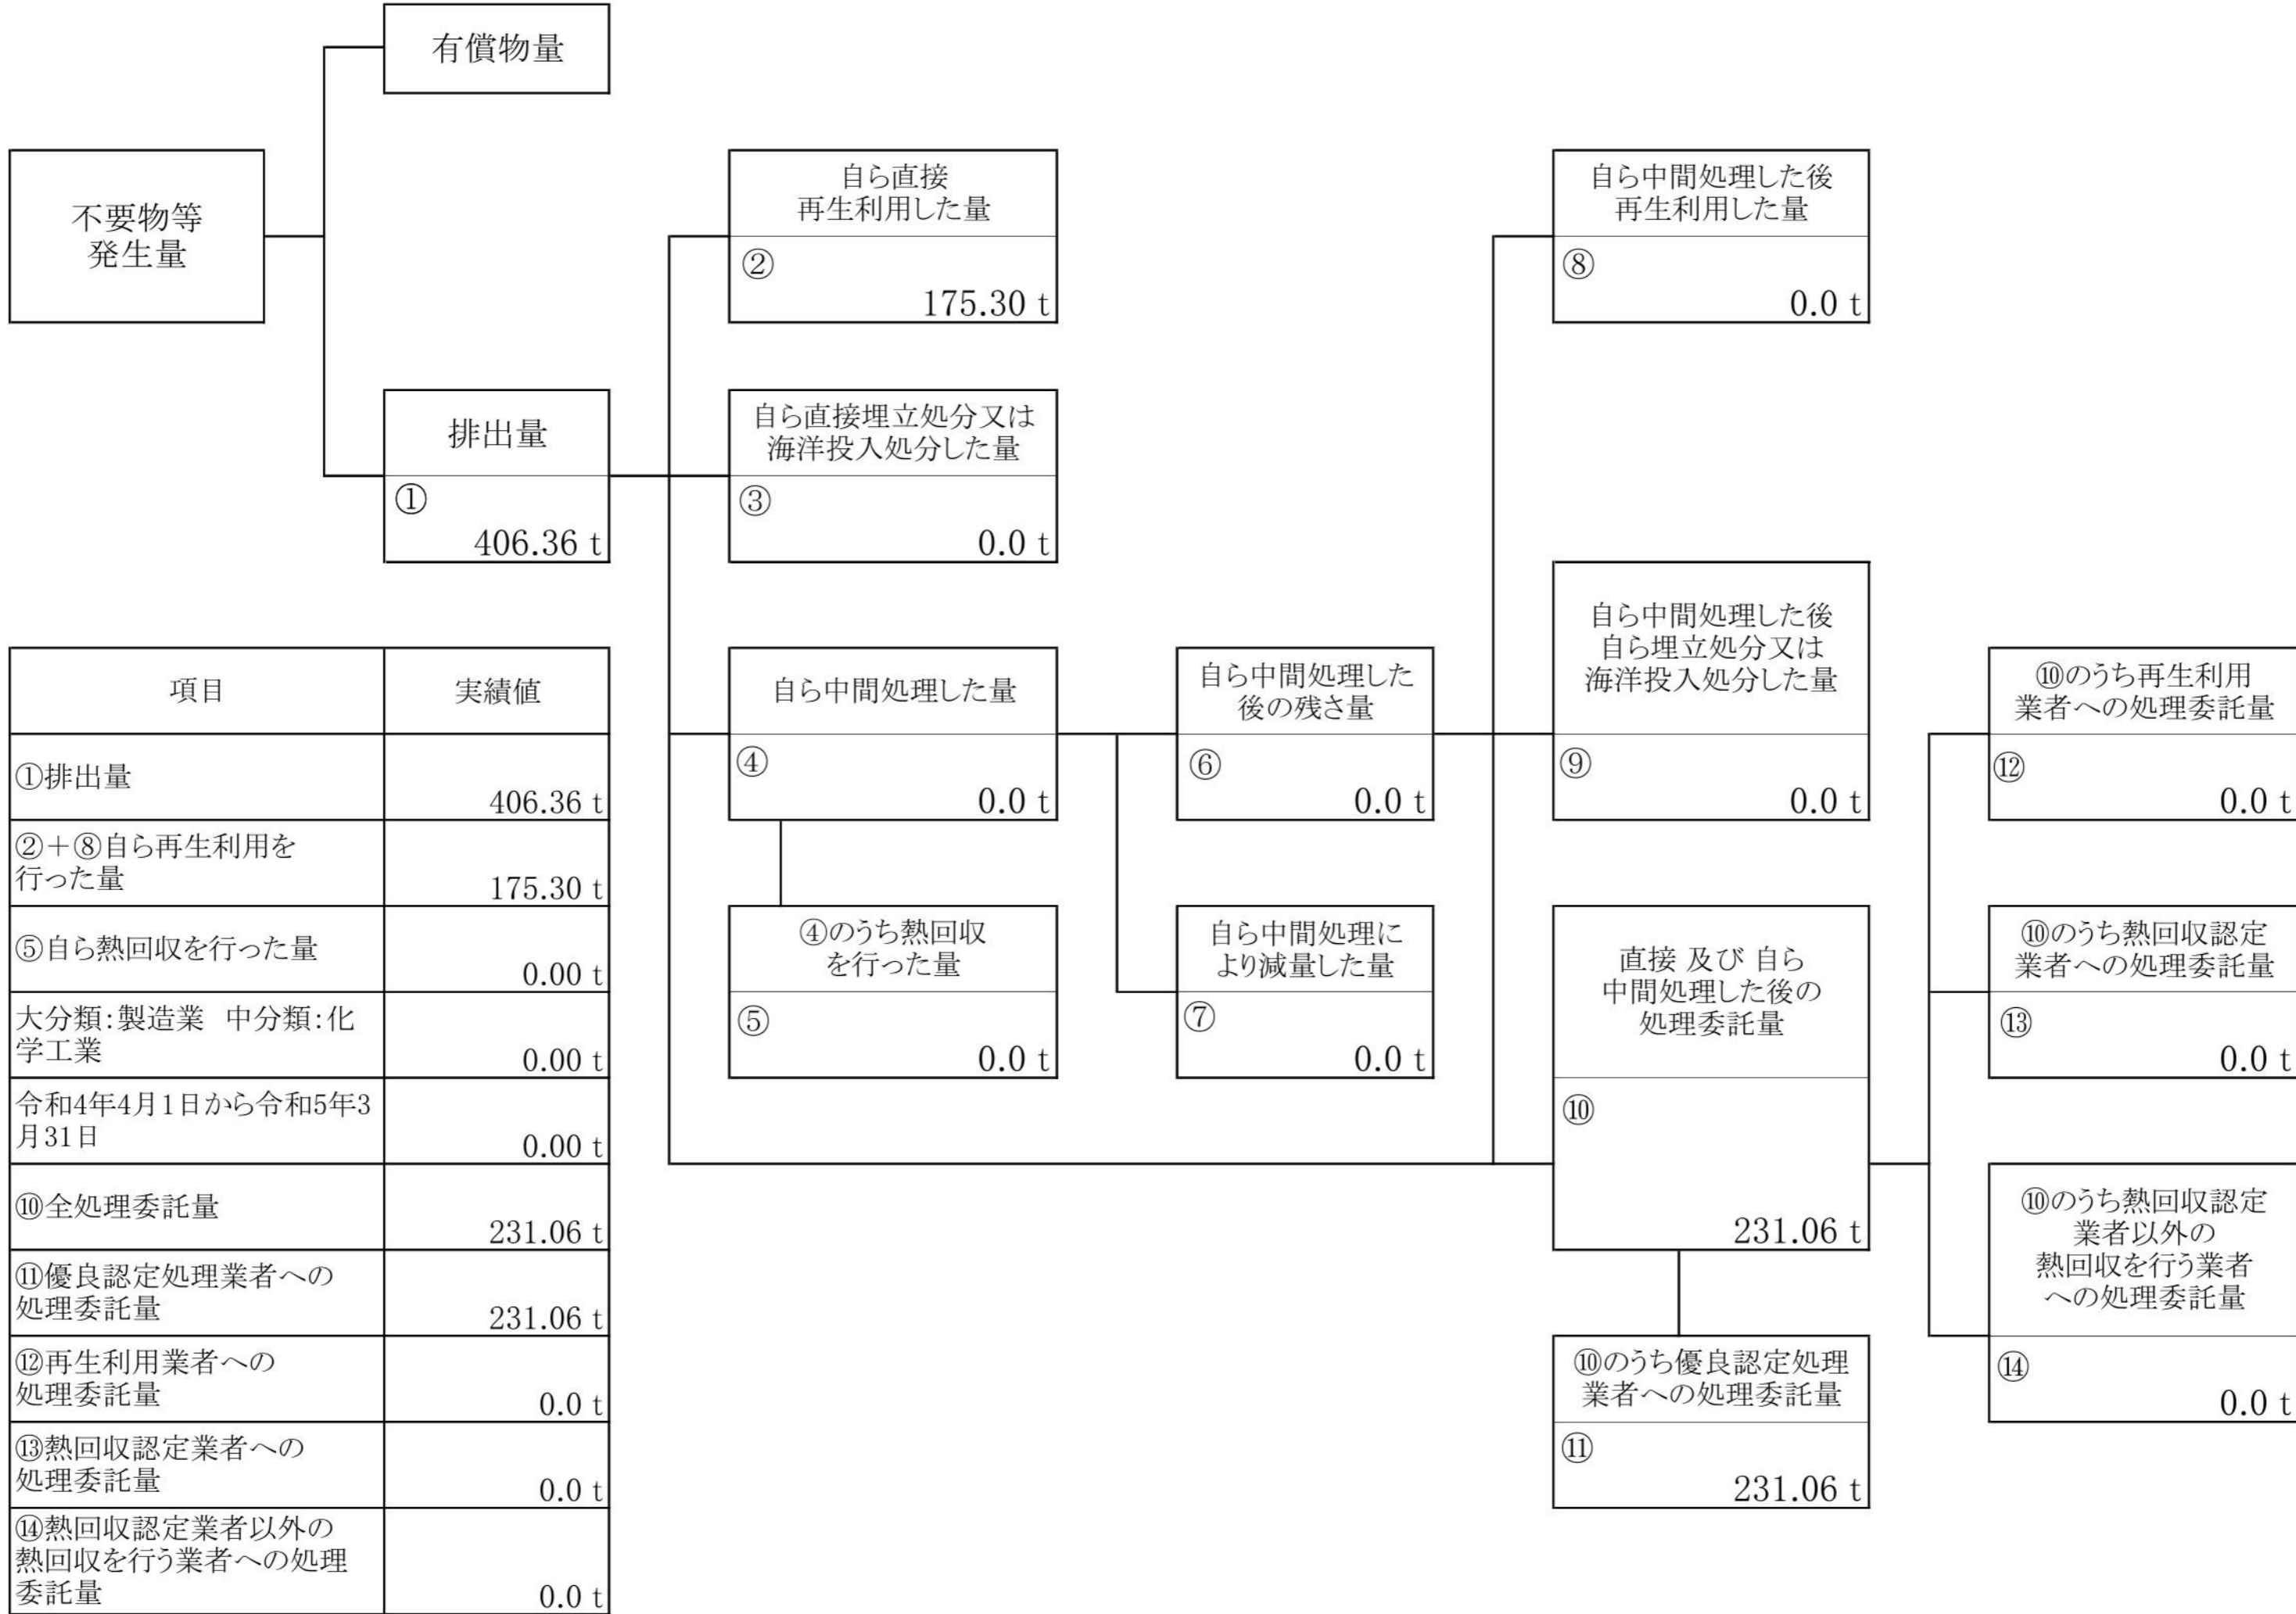 有償物量
不要物等
発生量
自ら直接
再生利用した量
②
175.30 t
自ら中間処理した後
再生利用した量
⑧
0.0 t
排出量
①
406.36 t
自ら直接埋立処分又は
海洋投入処分した量
③
0.0 t
自ら中間処理した量
④
0.0 t
自ら中間処理した
後の残さ量
⑥
0.0 t
自ら中間処理した後
自ら埋立処分又は
海洋投入処分した量
⑨
0.0 t
⑩のうち再生利用
業者への処理委託量
⑫
0.0 t
④のうち熱回収
を行った量
⑤
0.0 t
自ら中間処理に
より減量した量
⑦
0.0 t
直接 及び 自ら
中間処理した後の
処理委託量
⑩
231.06 t
⑩のうち熱回収認定
業者への処理委託量
⑬
0.0 t
⑩のうち熱回収認定
業者以外の
熱回収を行う業者
への処理委託量
⑭
0.0 t
⑩のうち優良認定処理
業者への処理委託量
⑪
231.06 t
項目 実績値
①排出量
406.36 t
②＋⑧自ら再生利用を
行った量
175.30 t
⑤自ら熱回収を行った量
0.00 t
大分類：製造業　中分類：化
学工業
0.00 t
令和4年4月1日から令和5年3
月31日
0.00 t
⑩全処理委託量
231.06 t
⑪優良認定処理業者への
処理委託量
231.06 t
⑫再生利用業者への
処理委託量
0.0 t
⑬熱回収認定業者への
処理委託量
0.0 t
⑭熱回収認定業者以外の
熱回収を行う業者への処理
委託量
0.0 t